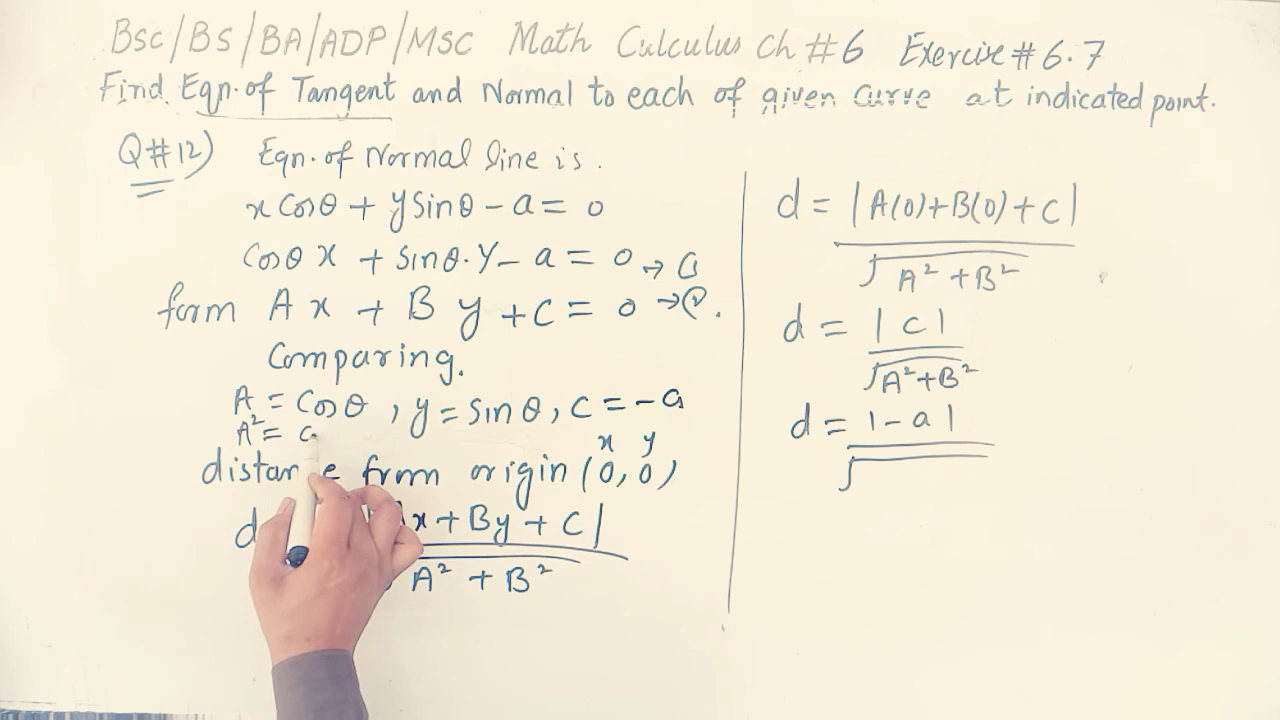 Bsc/BS/BA/ADP/MSC Math Calculus Ch #6 Exercise # 6.7
Find Eqn. of Tangent and Normal to each of given Curve at indicated point.
Q#12) Eqn. of Normal line is.
x Cosθ + y Sinθ - a = 0
Cosθ x + Sinθ.y - a = 0 →
form A x + B y + C = 0 →
Comparing.
A = Cosθ, y = Sinθ, C = -a
A² =
x y
from origin (0, 0)
d x + By + C|
A² + B²
d = |A(0)+B(0)+C|
√A² + B²
d = |C|
√A²+B²
d = |-a|
√